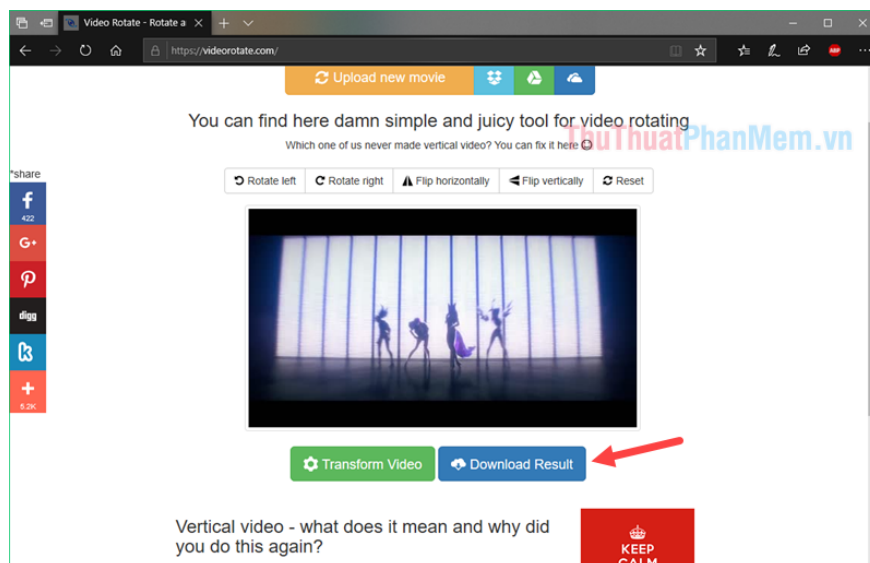 Video Rotate - Rotate a
https://videorotate.com/
ABP
Upload new movie
You can find here damn simple and juicy tool for video rotating
Which one of us never made vertical video? You can fix it here
ThuThuatPhanMem.vn
*share
Rotate left Rotate right Flip horizontally Flip vertically Reset
f
422
G+
digg
5.2K
Transform Video Download Result
Vertical video - what does it mean and why did
you do this again?
KEEP
CALM